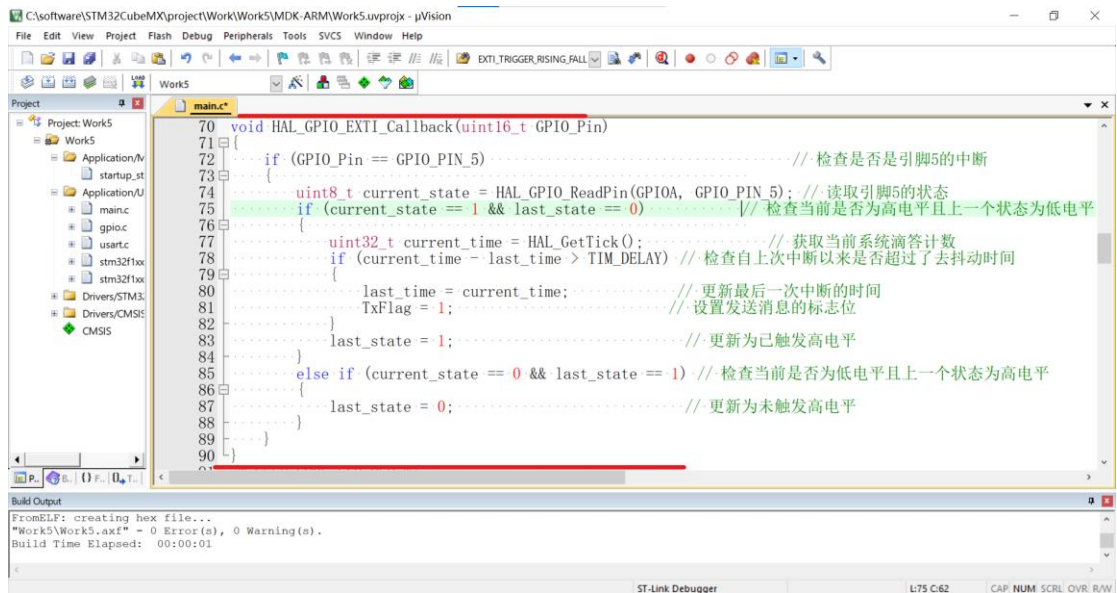 C:\software\STM32CubeMX\project\Work\Work5\MDK-ARM\Work5.uvprojx - µVision
File Edit View Project Flash Debug Peripherals Tools SVCS Window Help
EXTI_TRIGGER_RISING_FALL
Work5
Project
main.c*
Project: Work5
Work5
Application/M
startup_st
Application/U
main.c
gpio.c
usart.c
stm32f1xx
stm32f1xx
Drivers/STM3
Drivers/CMSIS
CMSIS
70 void HAL_GPIO_EXTI_Callback(uint16_t GPIO_Pin)
71 {
72 if (GPIO_Pin == GPIO_PIN_5) // 检查是否是引脚5的中断
73 {
74 uint8_t current_state = HAL_GPIO_ReadPin(GPIOA, GPIO_PIN_5); // 读取引脚5的状态
75 if (current_state == 1 && last_state == 0) // 检查当前是否为高电平且上一个状态为低电平
76 {
77 uint32_t current_time = HAL_GetTick(); // 获取当前系统滴答计数
78 if (current_time - last_time > TIM_DELAY) // 检查自上次中断以来是否超过了去抖动时间
79 {
80 last_time = current_time; // 更新最后一次中断的时间
81 TxFlag = 1; // 设置发送消息的标志位
82 }
83 last_state = 1; // 更新为已触发高电平
84 }
85 else if (current_state == 0 && last_state == 1) // 检查当前是否为低电平且上一个状态为高电平
86 {
87 last_state = 0; // 更新为未触发高电平
88 }
89 }
90 }
P.. B.. {} F.. 0 T..
Build Output
FromELF: creating hex file...
"Work5\Work5.axf" - 0 Error(s), 0 Warning(s).
Build Time Elapsed: 00:00:01
ST-Link Debugger L:75 C:62 CAP NUM SCRL OVR R/W